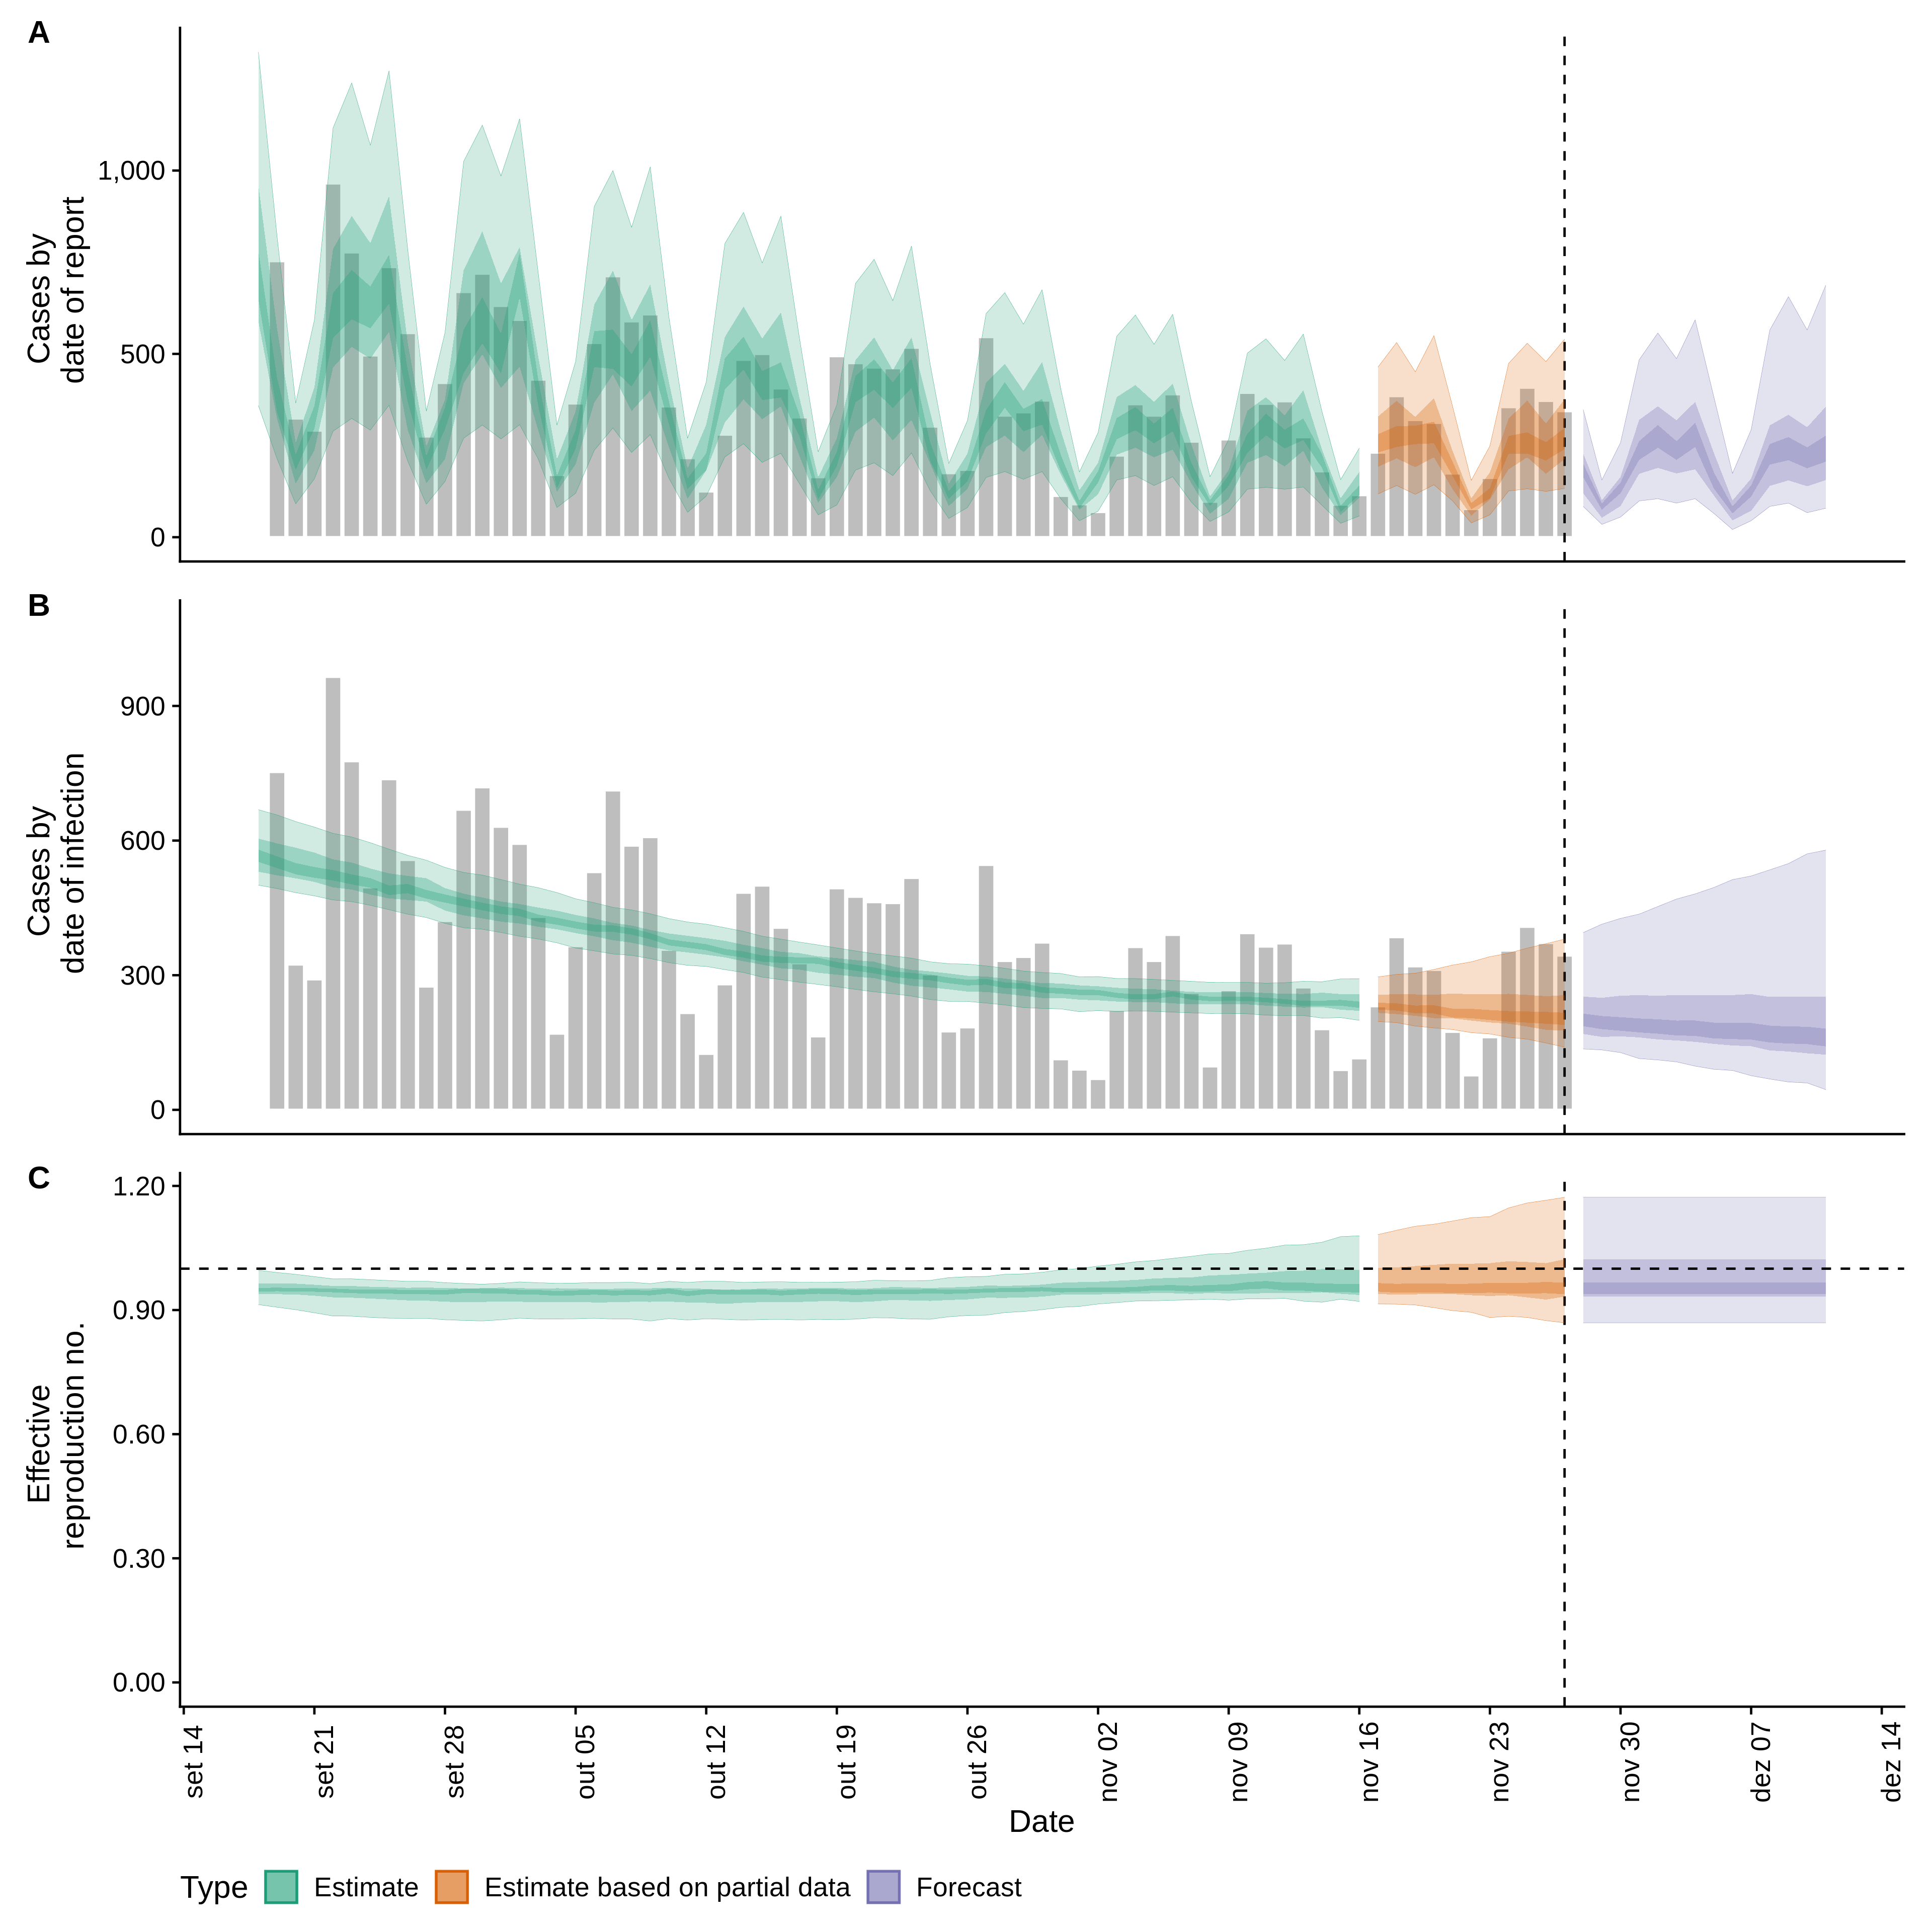 A
Cases by
date of report
1,000
500
0
B
Cases by
date of infection
900
600
300
0
C
Effective
reproduction no.
1.20
0.90
0.60
0.30
0.00
set 14
set 21
set 28
out 05
out 12
out 19
out 26
nov 02
nov 09
nov 16
nov 23
nov 30
dez 07
dez 14
Date
Type Estimate Estimate based on partial data Forecast